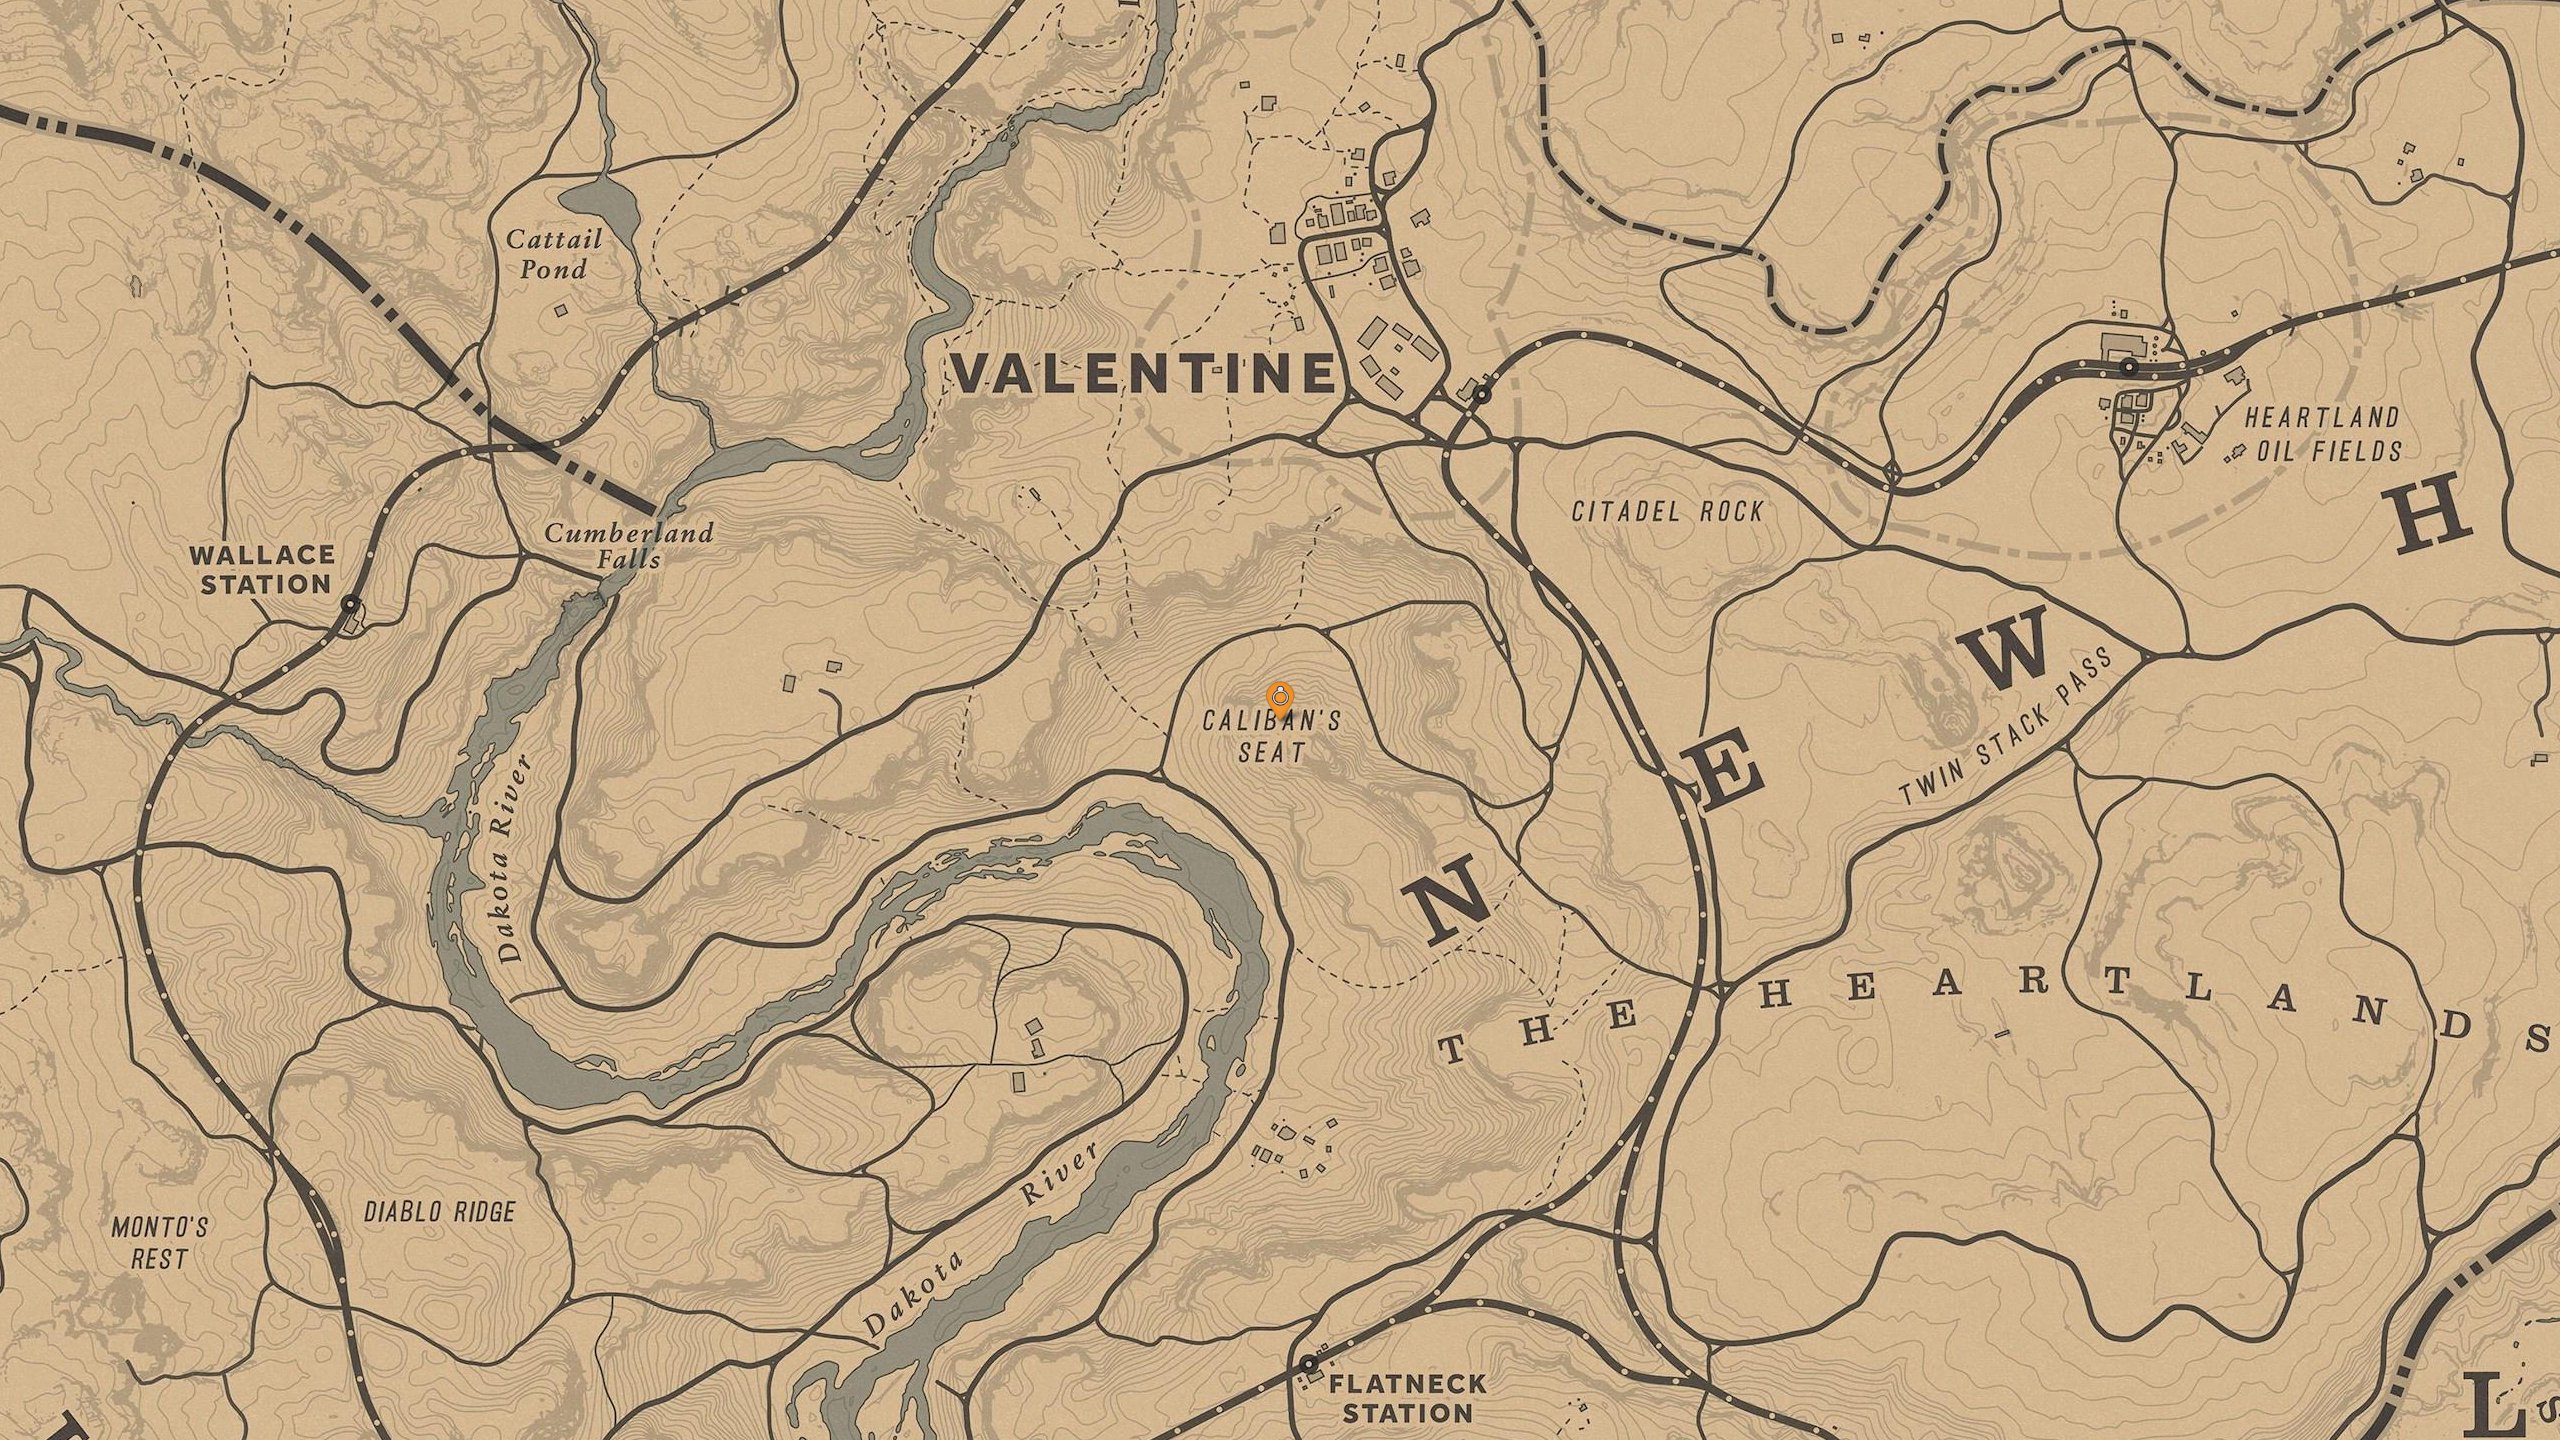 Cattail
Pond
VALENTINE
HEARTLAND
OIL FIELDS
H
CITADEL ROCK
Cumberland
Falls
WALLACE
STATION
W
TWIN STACK PASS
CALIBAN'S
SEAT
E
Dakota River
N
THE HEARTLANDS
River
Dakota
DIABLO RIDGE
MONTO'S
REST
FLATNECK
STATION
L